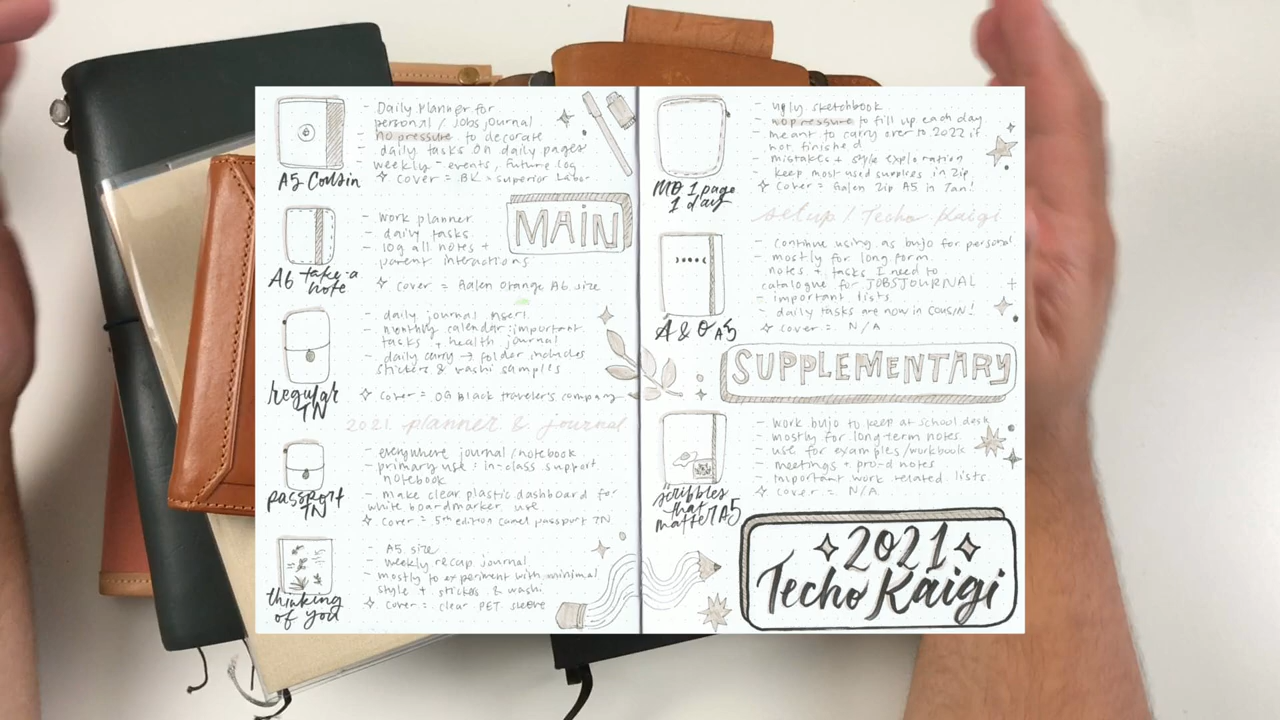 - Daily Planner for
personal / jobs journal
- no pressure to decorate
- daily tasks on daily pages
weekly - events, future log
✧ cover = BK - superior Labor
A5 Cousin
MAIN
- work planner
- daily tasks
- log all notes +
parent interactions
✧ cover = Galen Orange A6 size
A6 take-a
note
- daily journal insert
- monthly calendar: important
tasks + health journal
- daily carry → folder includes
stickers & washi samples
✧ cover = OG Black traveler's company
regular
TN
2021 planner & journal
- everywhere journal/notebook
- primary use: in-class support
notebook
- make clear plastic dashboard for
whiteboard marker use
✧ cover = 5th edition camel passport TN
passport
TN
- A5 size
- weekly recap journal
- mostly to experiment with minimal
style + stickers & washi
✧ cover = clear PET sleeve
thinking
of you
- ugly sketchbook
- no pressure to fill up each day
- meant to carry over to 2022 if
not finished
- mistakes + style exploration
- keep most used supplies in zip
✧ cover = Galen Zip A5 in Tan!
MD 1 page
1 day
setup / Techo Kaigi
- continue using as bujo for personal
- mostly for long form
notes + tasks I need to
catalogue for JOBSJOURNAL
- important lists
- daily tasks are now in COUSIN!
✧ cover = N/A
A & O A5
SUPPLEMENTARY
- work bujo to keep at school desk
- mostly for long-term notes
- use for examples/workbook
- meetings + pro-d notes
- important work related lists.
✧ cover = N/A
scribbles
that
matter A5
2021
Techo Kaigi